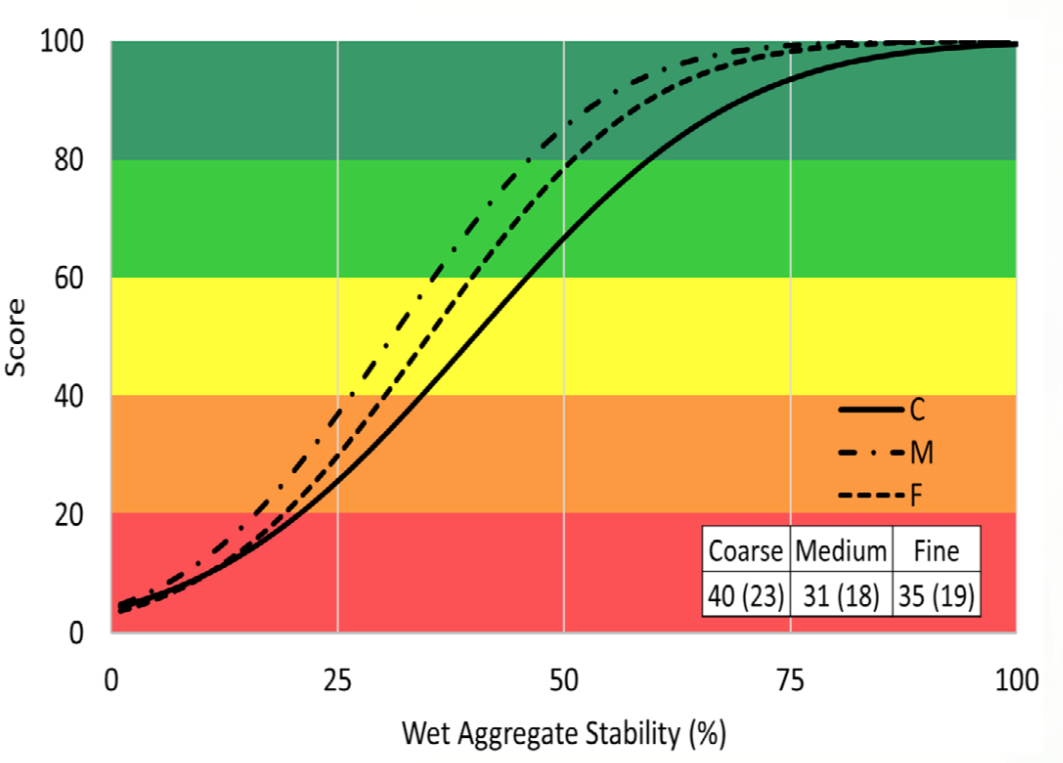 100
80
60
40
20
0
Score
C
M
F
Coarse Medium Fine
40 (23) 31 (18) 35 (19)
0 25 50 75 100
Wet Aggregate Stability (%)